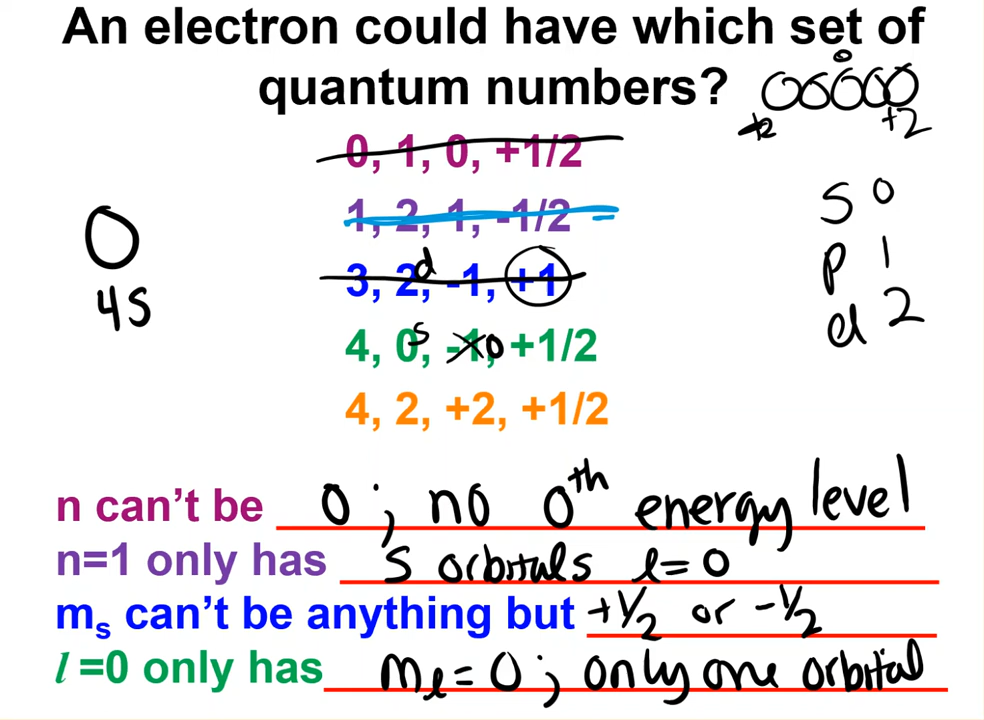 An electron could have which set of
quantum numbers?
0
+2
0, 1, 0, +1/2
1, 2, 1, -1/2
3, 2, -1, +1
d
4, 0, -1, +1/2
s 0
4, 2, +2, +1/2
4S
S 0
p 1
d 2
n can't be 0 ; no 0th energy level
n=1 only has s orbitals l=0
ms can't be anything but +1/2 or -1/2
l =0 only has ml=0 ; only one orbital